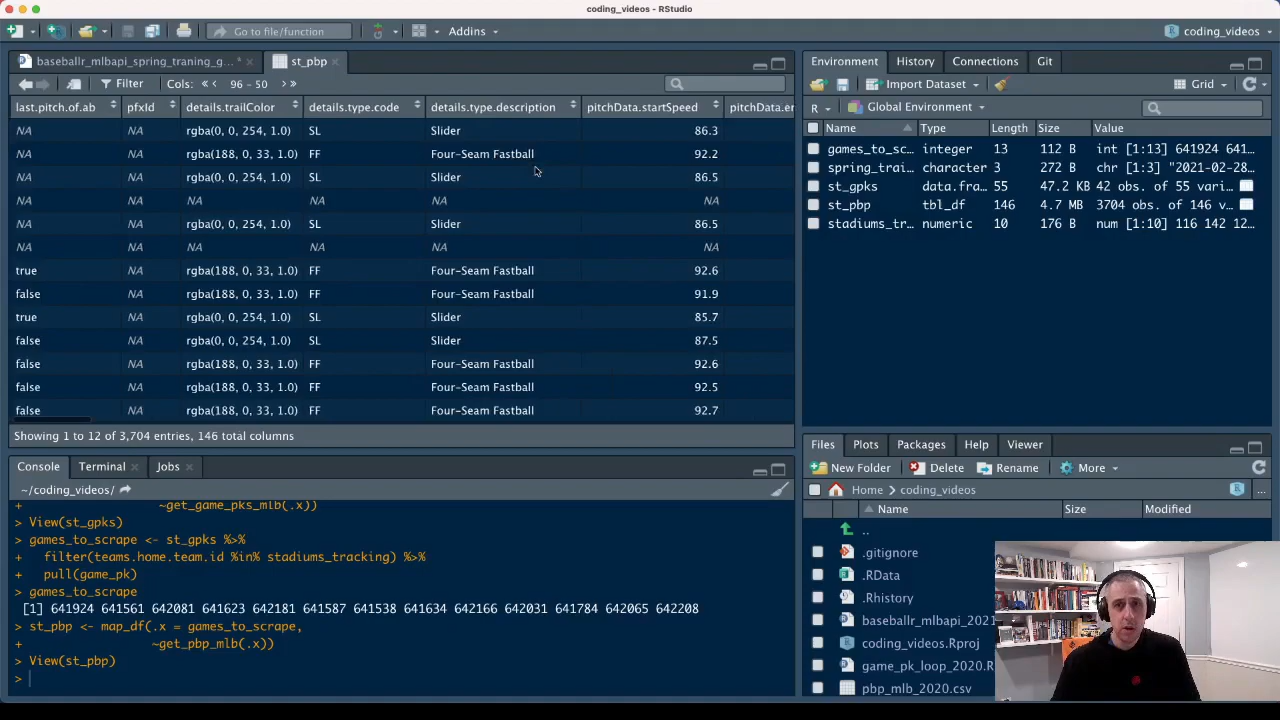 coding_videos - RStudio
Go to file/function
Addins
coding_videos
baseballr_mlbapi_spring_traning_g... *
st_pbp
Filter
Cols:
96 - 50
last.pitch.of.ab pfxId details.trailColor details.type.code details.type.description pitchData.startSpeed pitchData.er
NA NA rgba(0, 0, 254, 1.0) SL Slider 86.3
NA NA rgba(188, 0, 33, 1.0) FF Four-Seam Fastball 92.2
NA NA rgba(0, 0, 254, 1.0) SL Slider 86.5
NA NA NA NA NA NA
NA NA rgba(0, 0, 254, 1.0) SL Slider 86.5
NA NA NA NA NA NA
true NA rgba(188, 0, 33, 1.0) FF Four-Seam Fastball 92.6
false NA rgba(188, 0, 33, 1.0) FF Four-Seam Fastball 91.9
true NA rgba(0, 0, 254, 1.0) SL Slider 85.7
false NA rgba(0, 0, 254, 1.0) SL Slider 87.5
false NA rgba(188, 0, 33, 1.0) FF Four-Seam Fastball 92.6
false NA rgba(188, 0, 33, 1.0) FF Four-Seam Fastball 92.5
false NA rgba(188, 0, 33, 1.0) FF Four-Seam Fastball 92.7
Showing 1 to 12 of 3,704 entries, 146 total columns
Console Terminal Jobs
~/coding_videos/
+ ~get_game_pks_mlb(.x))
> View(st_gpks)
> games_to_scrape <- st_gpks %>%
+ filter(teams.home.team.id %in% stadiums_tracking) %>%
+ pull(game_pk)
> games_to_scrape
[1] 641924 641561 642081 641623 642181 641587 641538 641634 642166 642031 641784 642065 642208
> st_pbp <- map_df(.x = games_to_scrape,
+ ~get_pbp_mlb(.x))
> View(st_pbp)
>
Environment History Connections Git
Import Dataset
Grid
R
Global Environment
Name Type Length Size Value
games_to_sc... integer 13 112 B int [1:13] 641924 641...
spring_trai... character 3 272 B chr [1:3] "2021-02-28...
st_gpks data.fra... 55 47.2 KB 42 obs. of 55 vari...
st_pbp tbl_df 146 4.7 MB 3704 obs. of 146 v...
stadiums_tr... numeric 10 176 B num [1:10] 116 142 12...
Files Plots Packages Help Viewer
New Folder Delete Rename More
Home coding_videos ...
Name Size Modified
..
.gitignore
.RData
.Rhistory
baseballr_mlbapi_2021
coding_videos.Rproj
game_pk_loop_2020.R
pbp_mlb_2020.csv